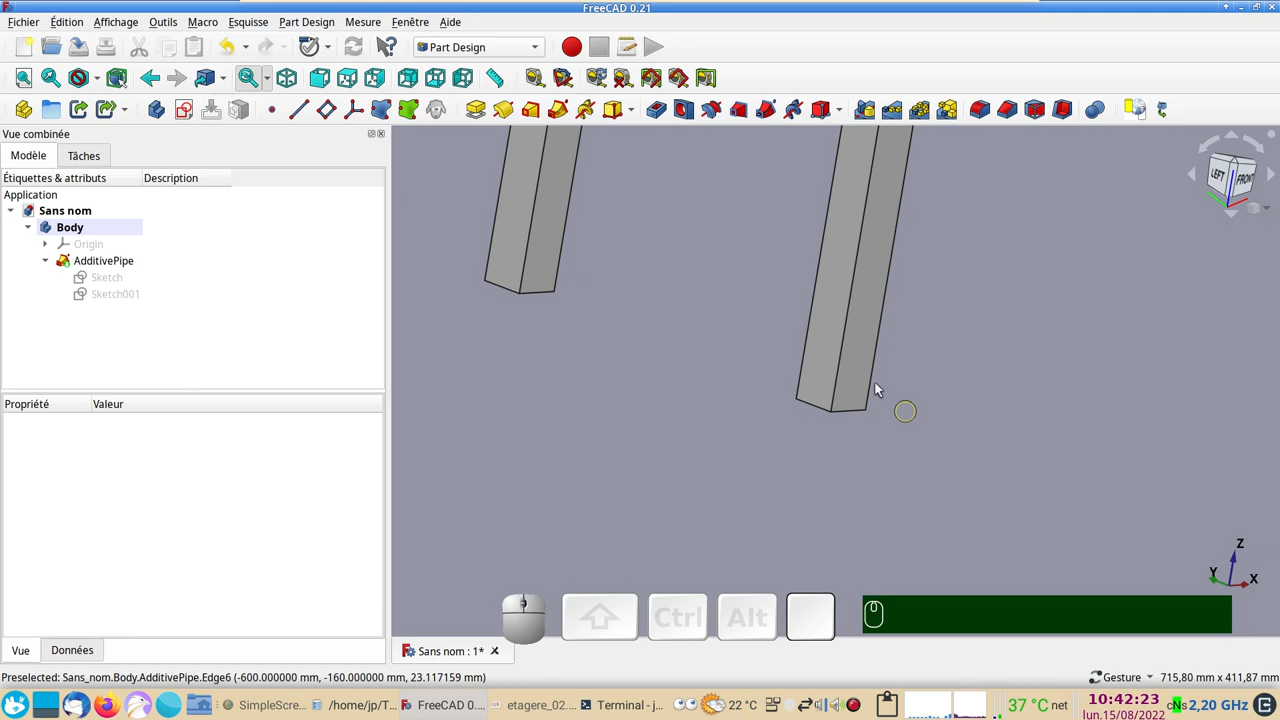 FreeCAD 0.21
Fichier Édition Affichage Outils Macro Esquisse Part Design Mesure Fenêtre Aide
Part Design
Vue combinée
Modèle Tâches
Étiquettes & attributs Description
Application
Sans nom
Body
Origin
AdditivePipe
Sketch
Sketch001
Propriété Valeur
LEFT FRONT
Z
Y X
Ctrl Alt
Vue Données
Sans nom : 1*
Preselected: Sans_nom.Body.AdditivePipe.Edge6 (-600.000000 mm, -160.000000 mm, 23.117159 mm)
Gesture 715,80 mm x 411,87 mm
SimpleScre... /home/jp/T... FreeCAD 0.... etagere_02.... Terminal - j... 22 °C 37 °C net 10:42:23 lun.15/08/2022 cNs 2,20 GHz